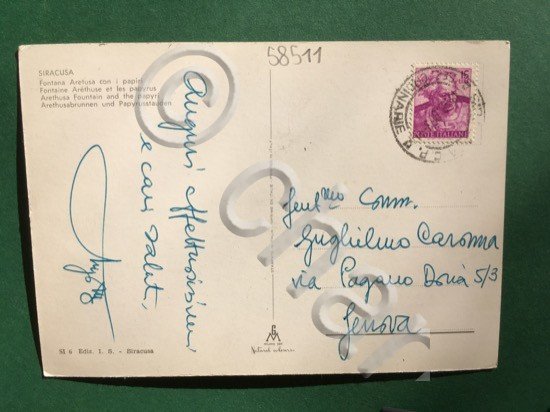 58511
SIRACUSA
Fontana Aretusa con i papiri
Fontaine Aréthuse et les papyrus
Arethusa Fountain and the papyri
Arethusabrunnen und Papyrusstauden
Auguri affettuosissimi
e cari saluti
Gent.mo Comm.
Guglielmo Caronna
via Pagano Doria 5/3
Genova
POSTE ITALIANE
15
SI 6 Ediz. I. S. - Siracusa
©